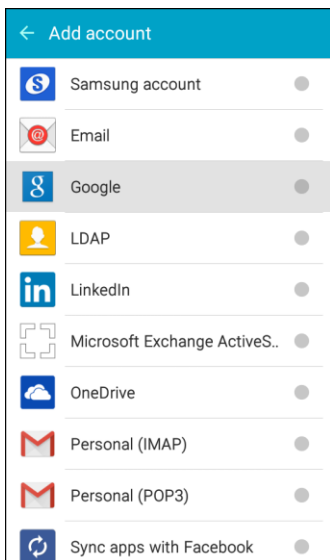 Add account
Samsung account
Email
Google
LDAP
LinkedIn
Microsoft Exchange ActiveS..
OneDrive
Personal (IMAP)
Personal (POP3)
Sync apps with Facebook